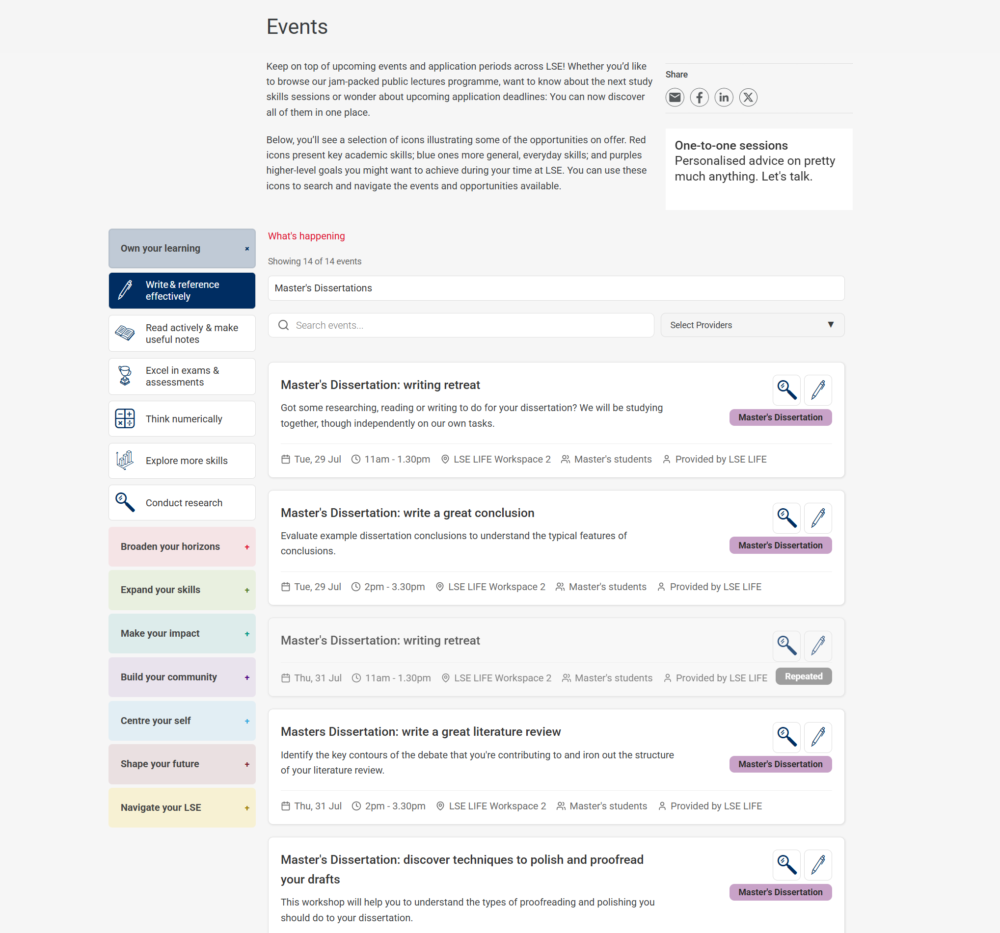 Events
Keep on top of upcoming events and application periods across LSE! Whether you’d like
to browse our jam-packed public lectures programme, want to know about the next study
skills sessions or wonder about upcoming application deadlines: You can now discover
all of them in one place.
Below, you’ll see a selection of icons illustrating some of the opportunities on offer. Red
icons present key academic skills; blue ones more general, everyday skills; and purples
higher-level goals you might want to achieve during your time at LSE. You can use these
icons to search and navigate the events and opportunities available.
Share
One-to-one sessions
Personalised advice on pretty
much anything. Let's talk.
Own your learning ×
Write & reference
effectively
Read actively & make
useful notes
Excel in exams &
assessments
Think numerically
Explore more skills
Conduct research
Broaden your horizons +
Expand your skills +
Make your impact +
Build your community +
Centre your self +
Shape your future +
Navigate your LSE +
What's happening
Showing 14 of 14 events
Master's Dissertations
Search events...
Select Providers ▼
Master's Dissertation: writing retreat
Got some researching, reading or writing to do for your dissertation? We will be studying
together, though independently on our own tasks.
Master's Dissertation
Tue, 29 Jul 11am - 1.30pm LSE LIFE Workspace 2 Master's students Provided by LSE LIFE
Master's Dissertation: write a great conclusion
Evaluate example dissertation conclusions to understand the typical features of
conclusions.
Master's Dissertation
Tue, 29 Jul 2pm - 3.30pm LSE LIFE Workspace 2 Master's students Provided by LSE LIFE
Master's Dissertation: writing retreat
Thu, 31 Jul 11am - 1.30pm LSE LIFE Workspace 2 Master's students Provided by LSE LIFE Repeated
Masters Dissertation: write a great literature review
Identify the key contours of the debate that you're contributing to and iron out the structure
of your literature review.
Master's Dissertation
Thu, 31 Jul 2pm - 3.30pm LSE LIFE Workspace 2 Master's students Provided by LSE LIFE
Master's Dissertation: discover techniques to polish and proofread
your drafts
Master's Dissertation
This workshop will help you to understand the types of proofreading and polishing you
should do to your dissertation.